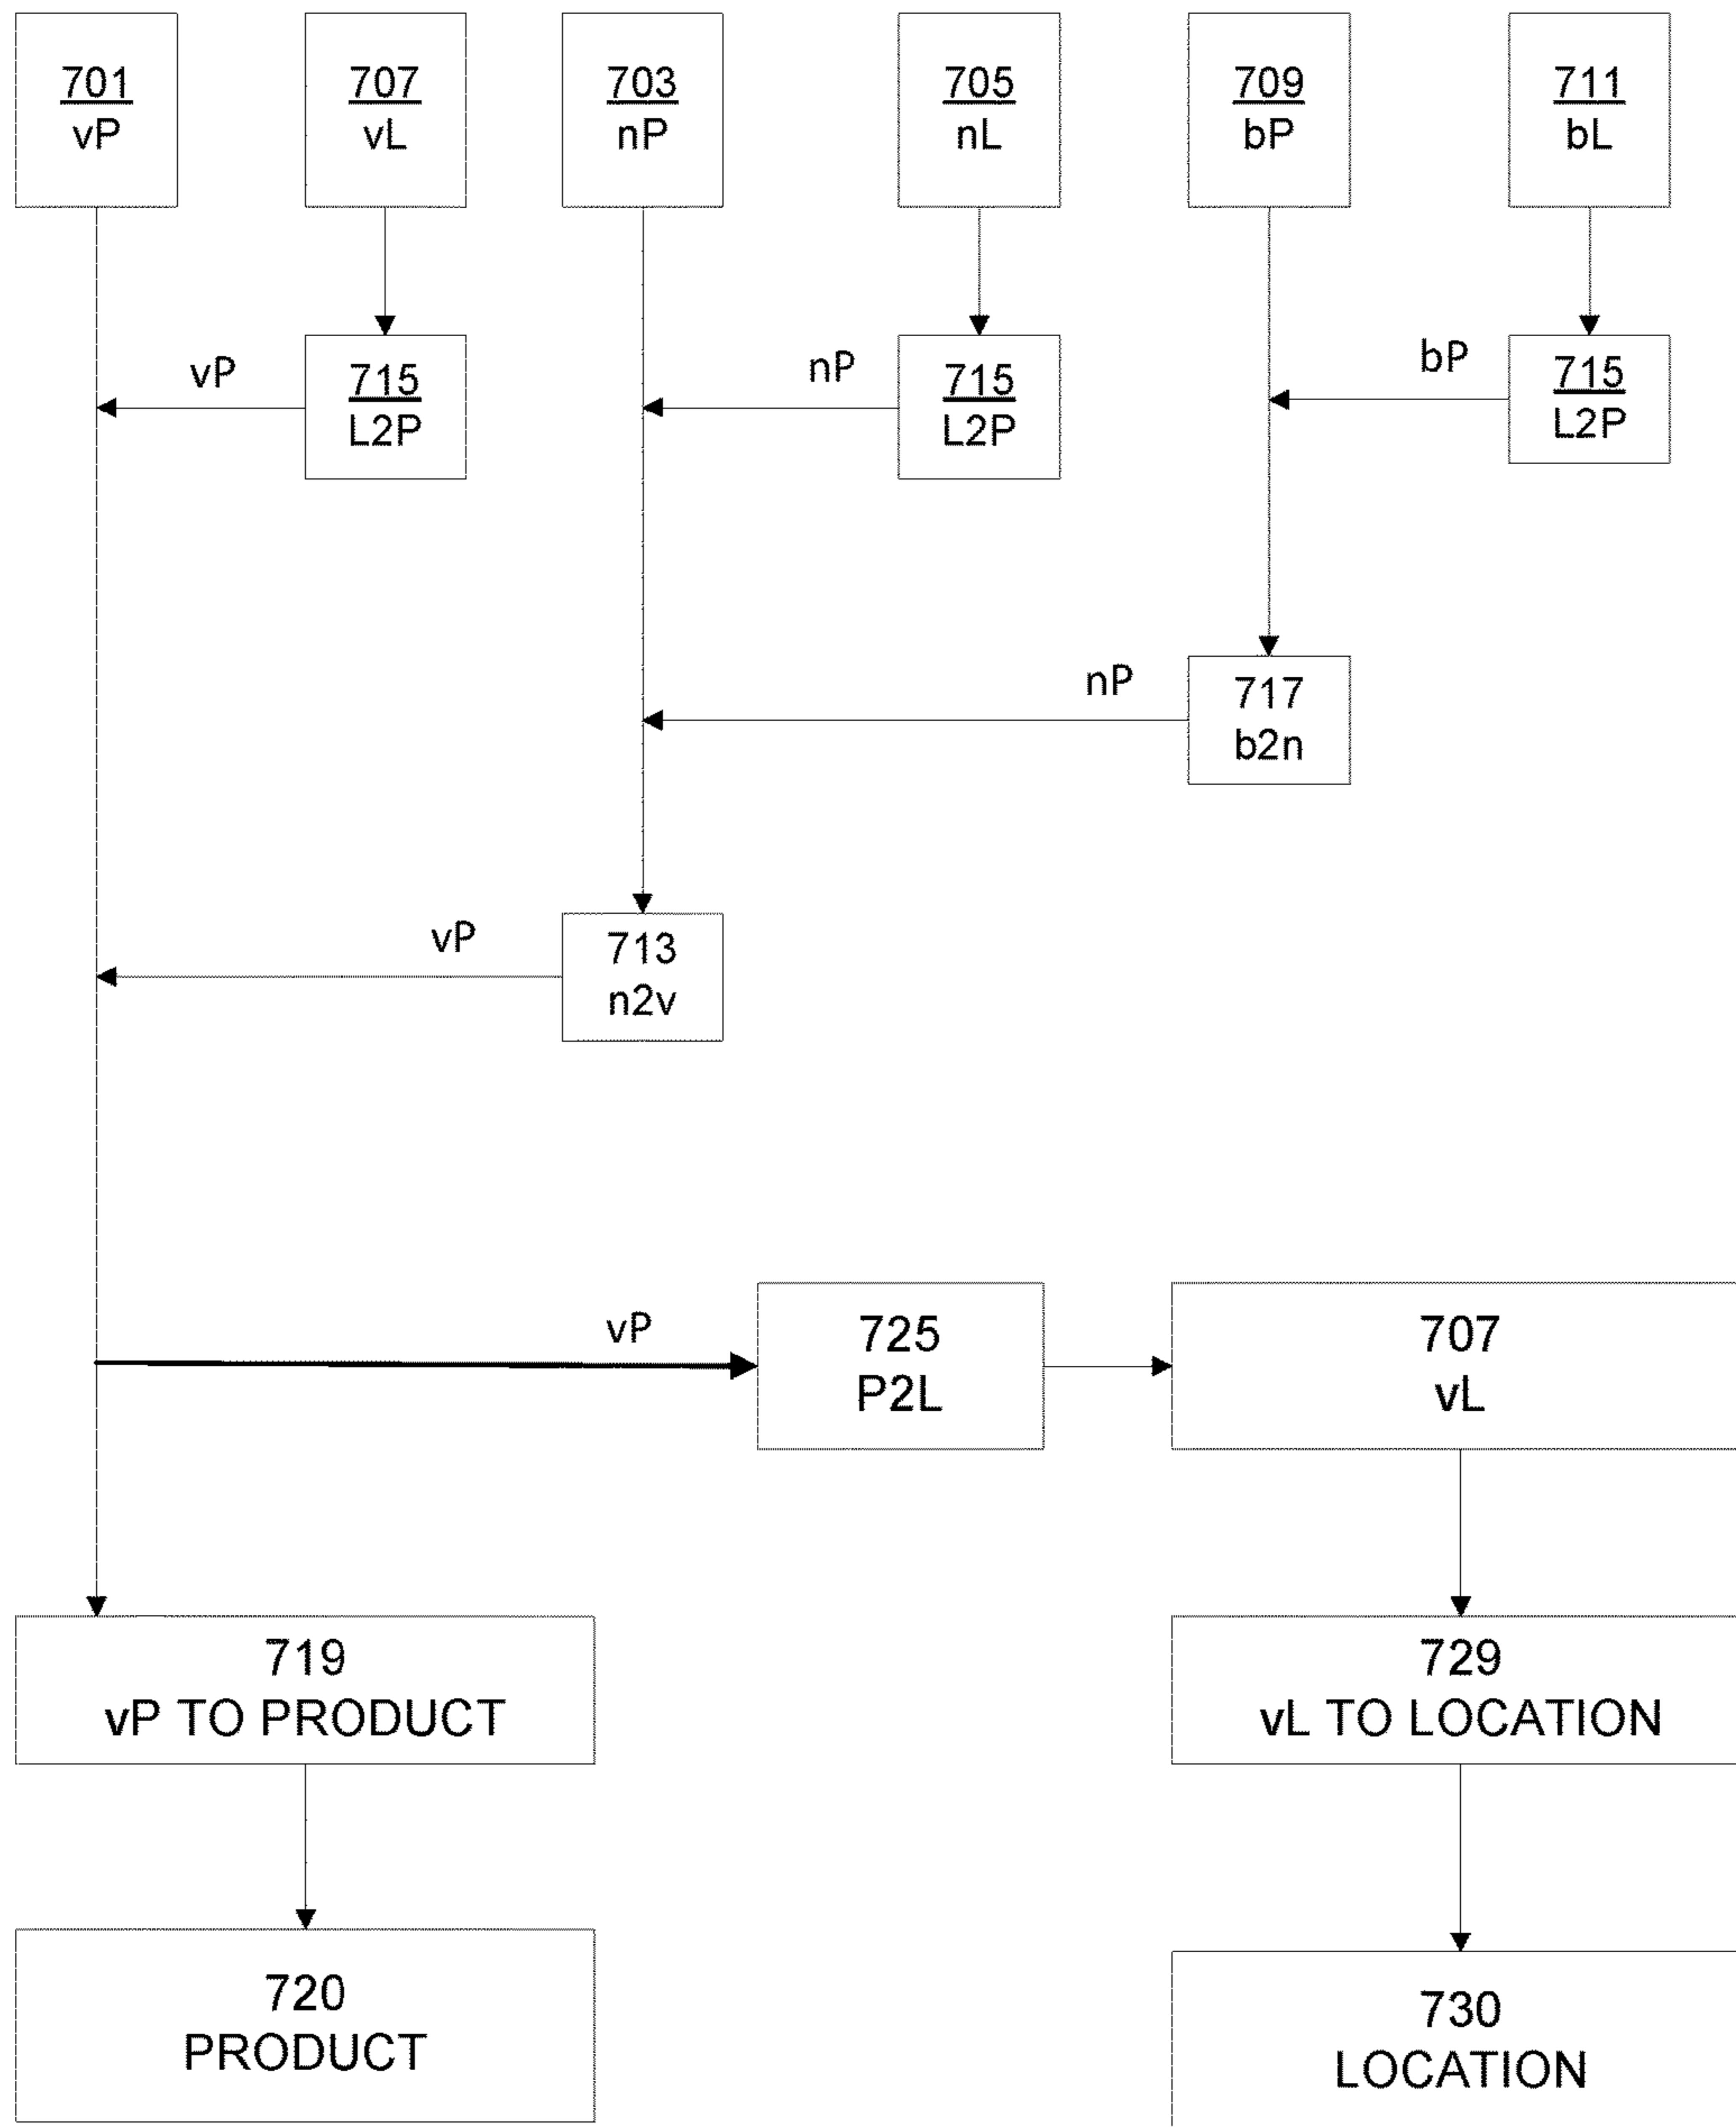 701
vP
707
vL
703
nP
705
nL
709
bP
711
bL
vP
715
L2P
nP
715
L2P
bP
715
L2P
nP
717
b2n
vP
713
n2v
vP
725
P2L
707
vL
719
vP TO PRODUCT
729
vL TO LOCATION
720
PRODUCT
730
LOCATION